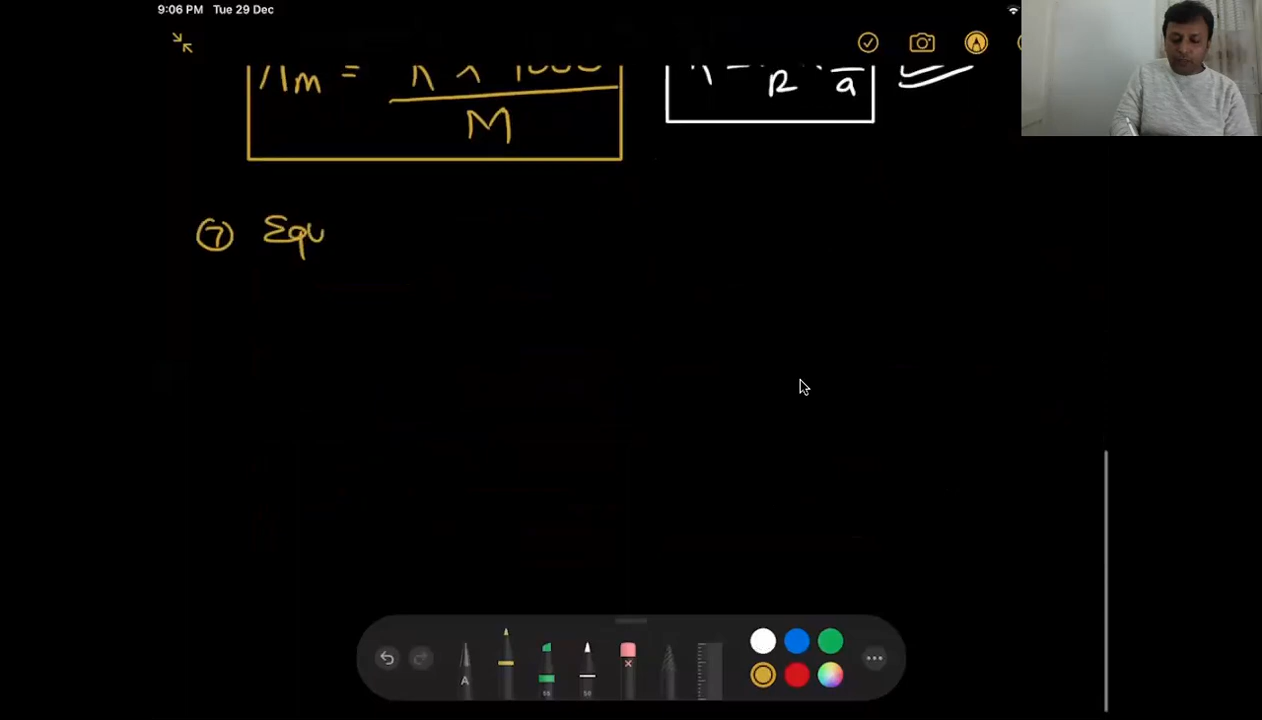 9:06 PM Tue 29 Dec
Λm = K × 1000
M
R a
⑦ Equ
A